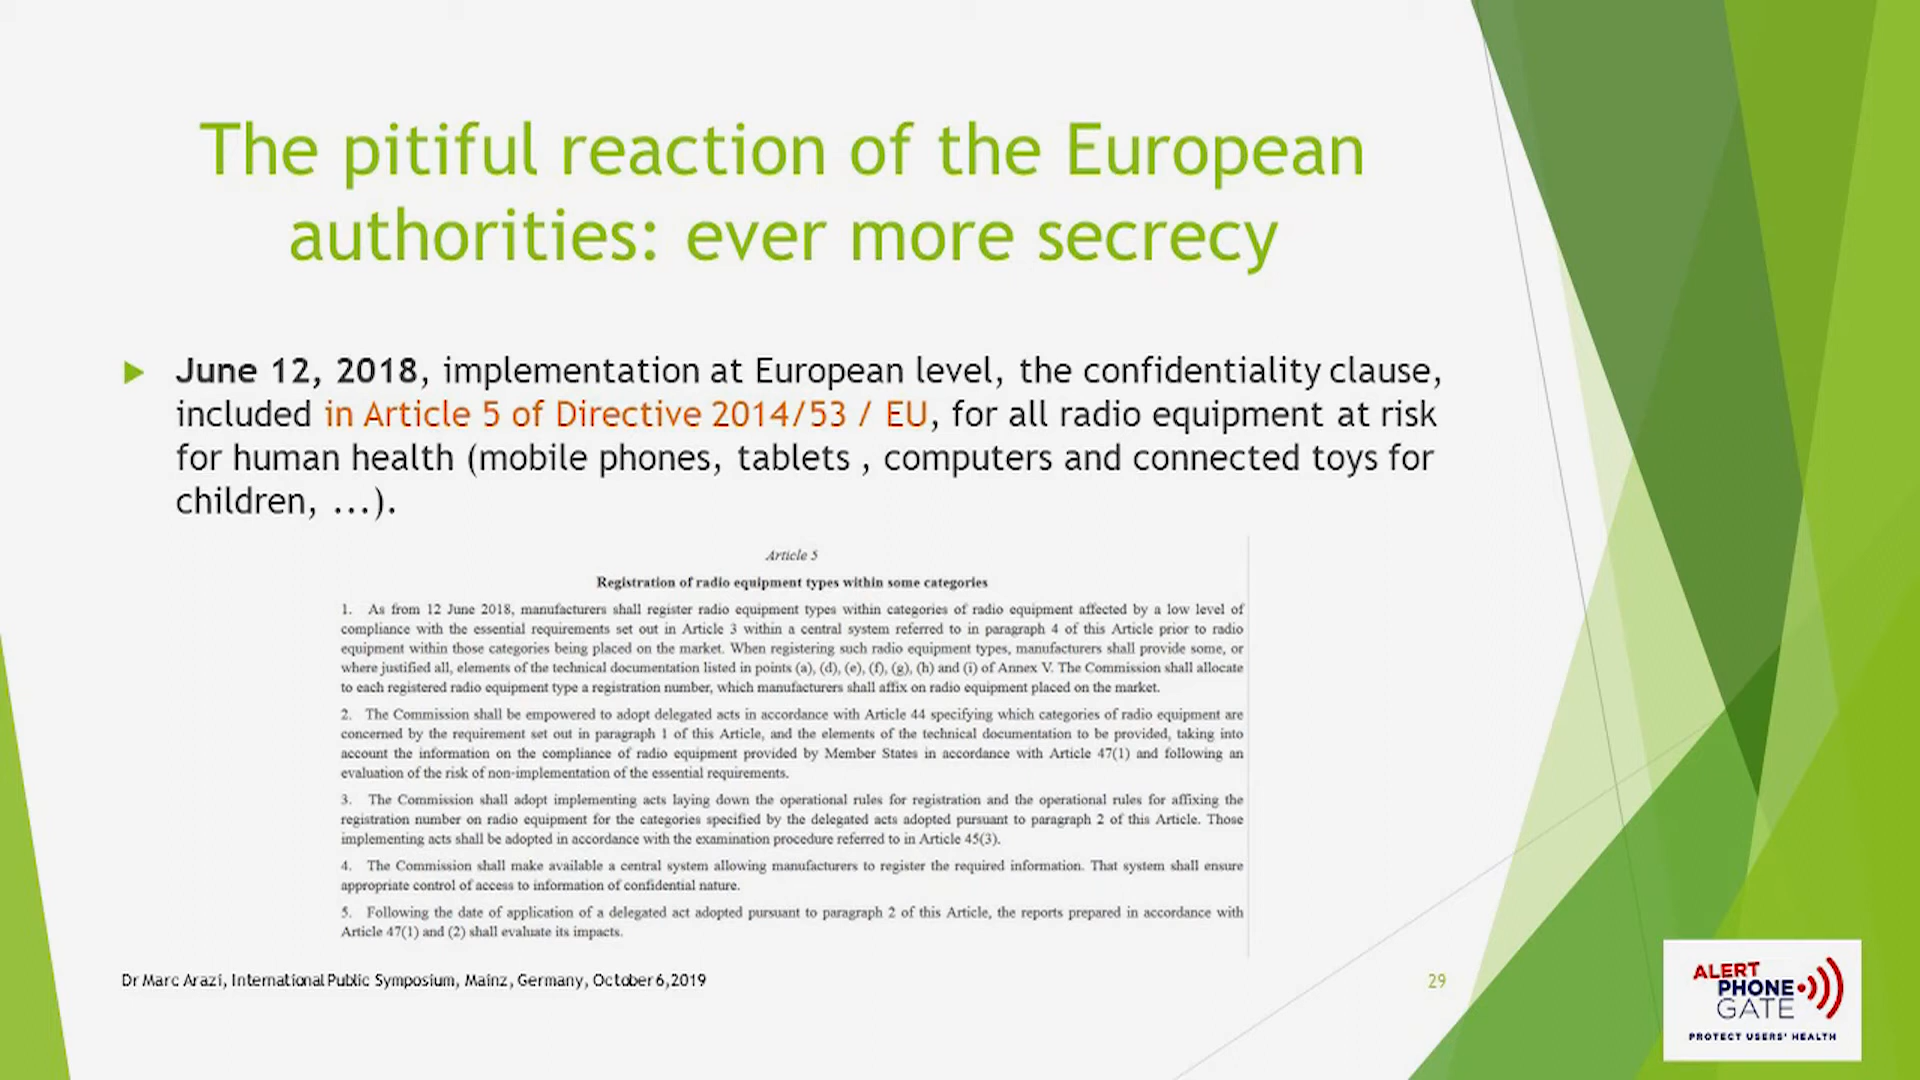 The pitiful reaction of the European
authorities: ever more secrecy
June 12, 2018, implementation at European level, the confidentiality clause,
included in Article 5 of Directive 2014/53 / EU, for all radio equipment at risk
for human health (mobile phones, tablets , computers and connected toys for
children, ...).
Article 5
Registration of radio equipment types within some categories
1. As from 12 June 2018, manufacturers shall register radio equipment types within categories of radio equipment affected by a low level of
compliance with the essential requirements set out in Article 3 within a central system referred to in paragraph 4 of this Article prior to radio
equipment within those categories being placed on the market. When registering such radio equipment types, manufacturers shall provide some, or
where justified all, elements of the technical documentation listed in points (a), (d), (e), (f), (g), (h) and (i) of Annex V. The Commission shall allocate
to each registered radio equipment type a registration number, which manufacturers shall affix on radio equipment placed on the market.
2. The Commission shall be empowered to adopt delegated acts in accordance with Article 44 specifying which categories of radio equipment are
concerned by the requirement set out in paragraph 1 of this Article, and the elements of the technical documentation to be provided, taking into
account the information on the compliance of radio equipment provided by Member States in accordance with Article 47(1) and following an
evaluation of the risk of non-implementation of the essential requirements.
3. The Commission shall adopt implementing acts laying down the operational rules for registration and the operational rules for affixing the
registration number on radio equipment for the categories specified by the delegated acts adopted pursuant to paragraph 2 of this Article. Those
implementing acts shall be adopted in accordance with the examination procedure referred to in Article 45(3).
4. The Commission shall make available a central system allowing manufacturers to register the required information. That system shall ensure
appropriate control of access to information of confidential nature.
5. Following the date of application of a delegated act adopted pursuant to paragraph 2 of this Article, the reports prepared in accordance with
Article 47(1) and (2) shall evaluate its impacts.
Dr Marc Arazi, International Public Symposium, Mainz, Germany, October 6,2019
29
ALERT
PHONE
GATE
PROTECT USERS' HEALTH